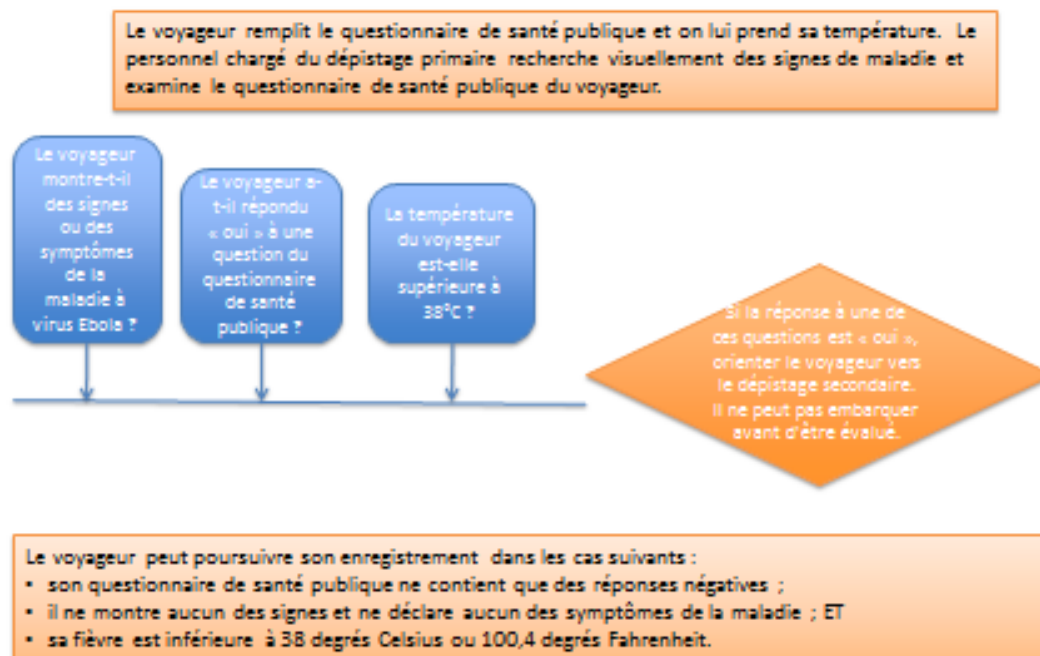 Le voyageur remplit le questionnaire de santé publique et on lui prend sa température. Le
personnel chargé du dépistage primaire recherche visuellement des signes de maladie et
examine le questionnaire de santé publique du voyageur.
Le voyageur
montre-t-il
des signes
ou des
symptômes
de la
maladie à
virus Ebola ?
Le voyageur a-
t-il répondu
« oui » à une
question du
questionnaire
de santé
publique ?
La température
du voyageur
est-elle
supérieure à
38°C ?
Si la réponse à une de
ces questions est « oui »,
orienter le voyageur vers
le dépistage secondaire.
Il ne peut pas embarquer
avant d'être évalué.
Le voyageur peut poursuivre son enregistrement dans les cas suivants :
• son questionnaire de santé publique ne contient que des réponses négatives ;
• il ne montre aucun des signes et ne déclare aucun des symptômes de la maladie ; ET
• sa fièvre est inférieure à 38 degrés Celsius ou 100,4 degrés Fahrenheit.